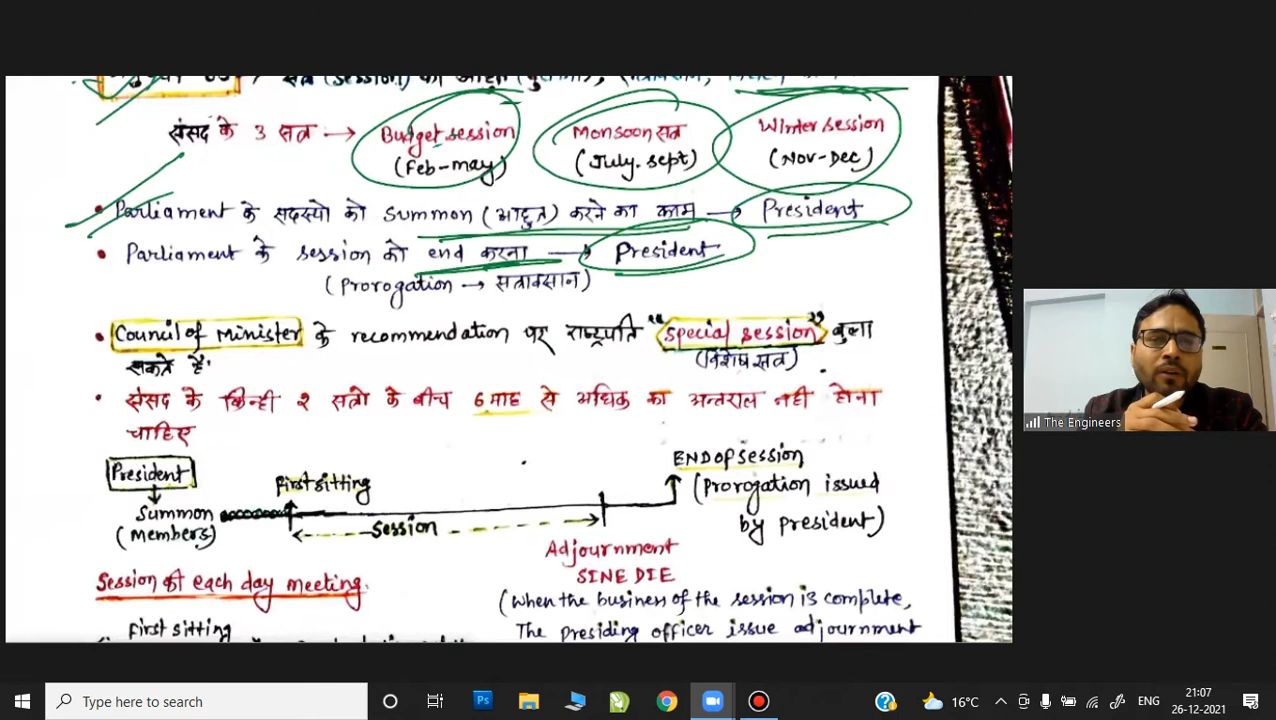 संसद के 3 सत्र → Budget session Monsoon सत्र Winter session
(Feb-may) (July-sept) (Nov-Dec)
• Parliament के सदस्यो को summon (आहुत) करने का काम → President
• Parliament के session को end करना → President
(Prorogation → सत्रावसान)
• Council of Minister के recommendation पर राष्ट्रपति "special session" बुला
सकते हैं. (विशेष सत्र)
• संसद के किन्ही २ सत्रो के बीच 6 माह से अधिक का अन्तराल नही होना
चाहिए
President First sitting END OF session
Summon (Prorogation issued
(members) session by president)
Adjournment
SINE DIE
Session की each day meeting
(When the business of the session is complete,
First sitting The Presiding officer issue adjournment
The Engineers
Type here to search
16°C ENG 21:07
26-12-2021